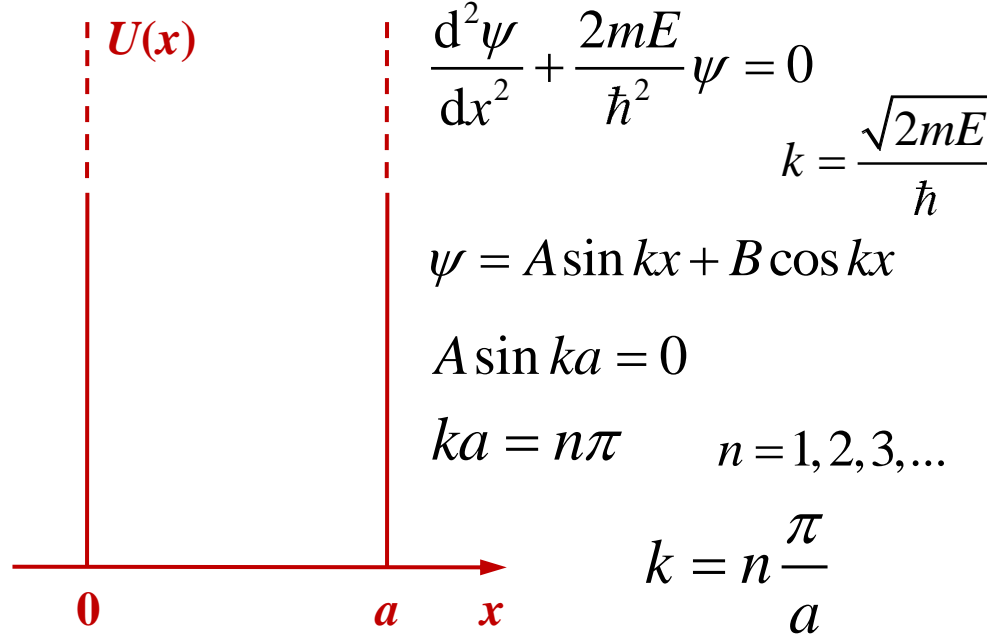 U(x)
d²ψ/dx² + 2mE/ħ² ψ = 0
k = √(2mE)/ħ
ψ = A sin kx + B cos kx
A sin ka = 0
ka = nπ n = 1, 2, 3, ...
k = n π/a
0 a x